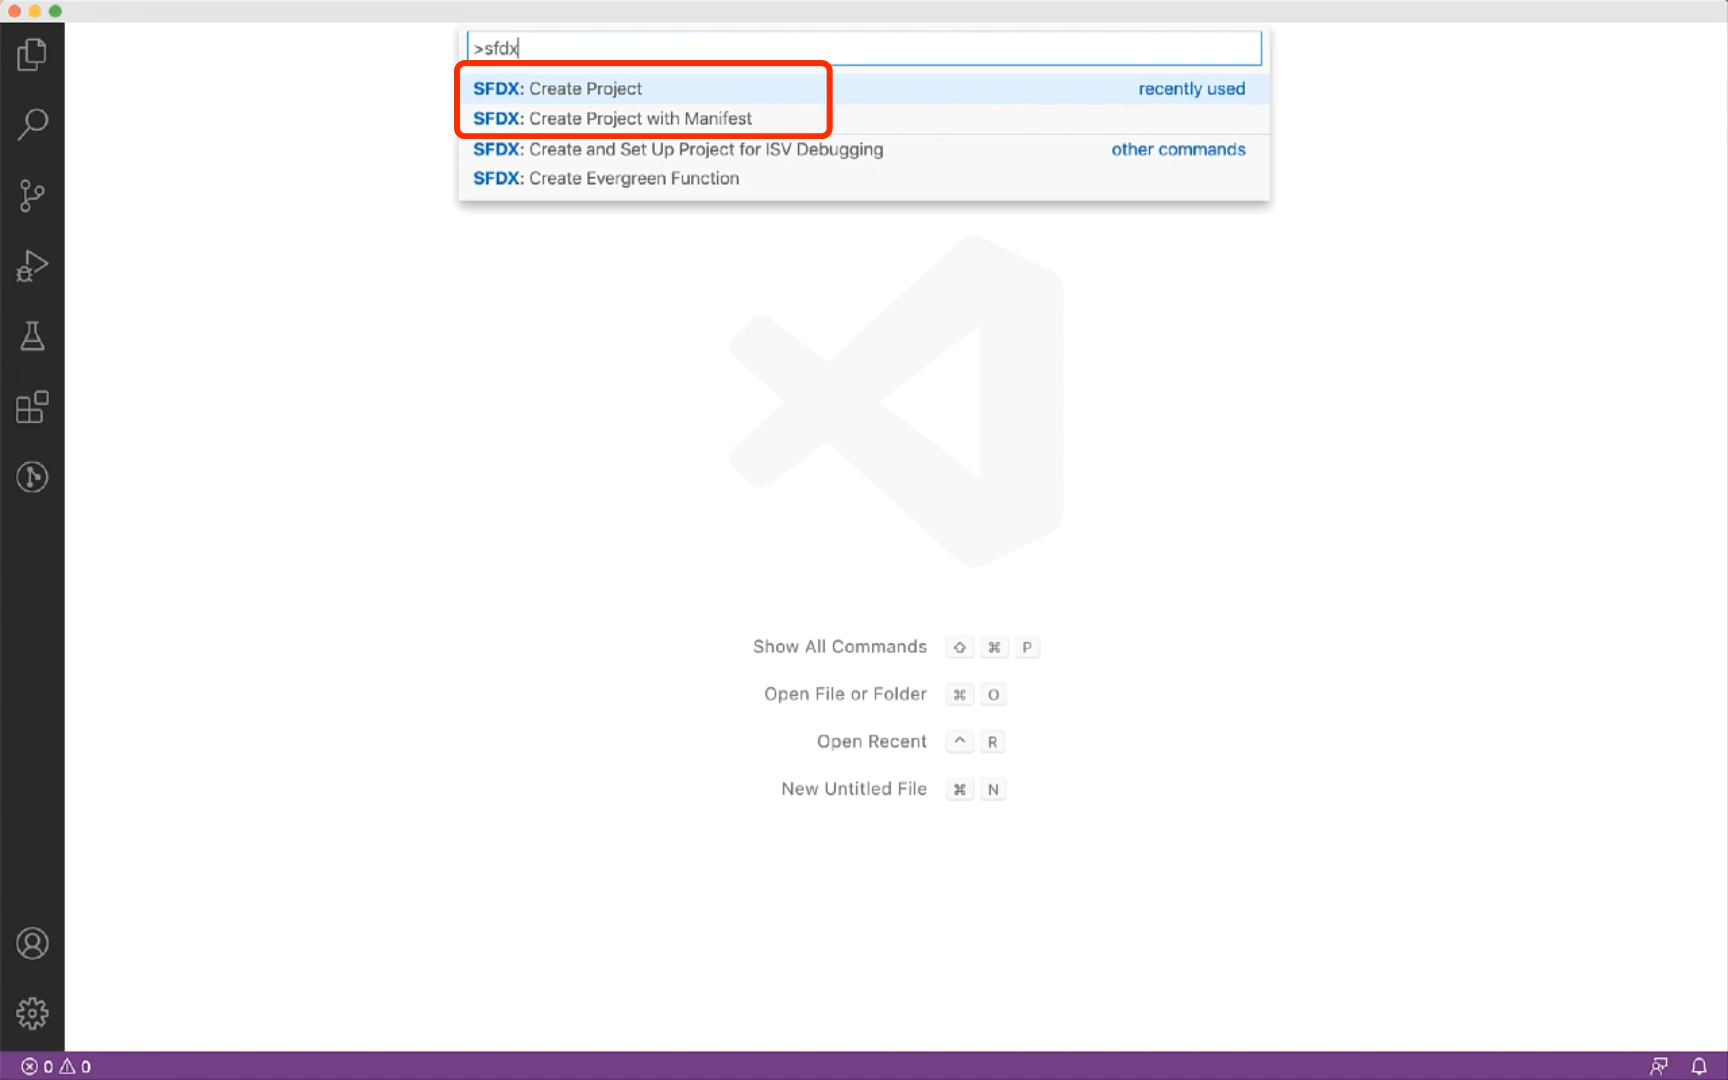 >sfdx
SFDX: Create Project recently used
SFDX: Create Project with Manifest
SFDX: Create and Set Up Project for ISV Debugging other commands
SFDX: Create Evergreen Function
Show All Commands ⇧ ⌘ P
Open File or Folder ⌘ O
Open Recent ^ R
New Untitled File ⌘ N
0 0